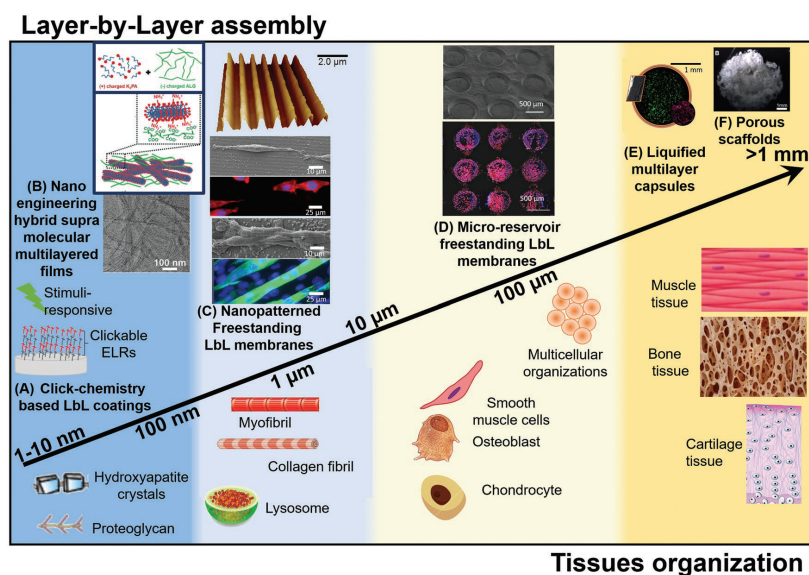 Layer-by-Layer assembly
(+) charged K2PA
+
(-) charged ALG
NH3+
COO-
100 nm
(B) Nano
engineering
hybrid supra
molecular
multilayered
films
Stimuli-
responsive
Clickable
ELRs
(A) Click-chemistry
based LbL coatings
2.0 µm
10 µm
25 µm
10 µm
25 µm
(C) Nanopatterned
Freestanding
LbL membranes
500 µm
500 µm
(D) Micro-reservoir
freestanding LbL
membranes
1 mm
(E) Liquified
multilayer
capsules
B
1mm
(F) Porous
scaffolds
>1 mm
100 µm
10 µm
1 µm
100 nm
1-10 nm
Hydroxyapatite
crystals
Proteoglycan
Myofibril
Collagen fibril
Lysosome
Multicellular
organizations
Smooth
muscle cells
Osteoblast
Chondrocyte
Muscle
tissue
Bone
tissue
Cartilage
tissue
Tissues organization